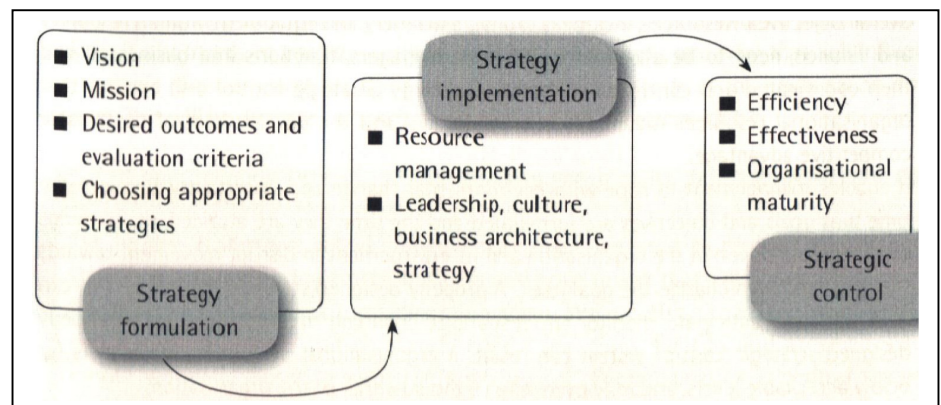 ■ Vision
■ Mission
■ Desired outcomes and
evaluation criteria
■ Choosing appropriate
strategies
Strategy
formulation
Strategy
implementation
■ Resource
management
■ Leadership, culture,
business architecture,
strategy
■ Efficiency
■ Effectiveness
■ Organisational
maturity
Strategic
control